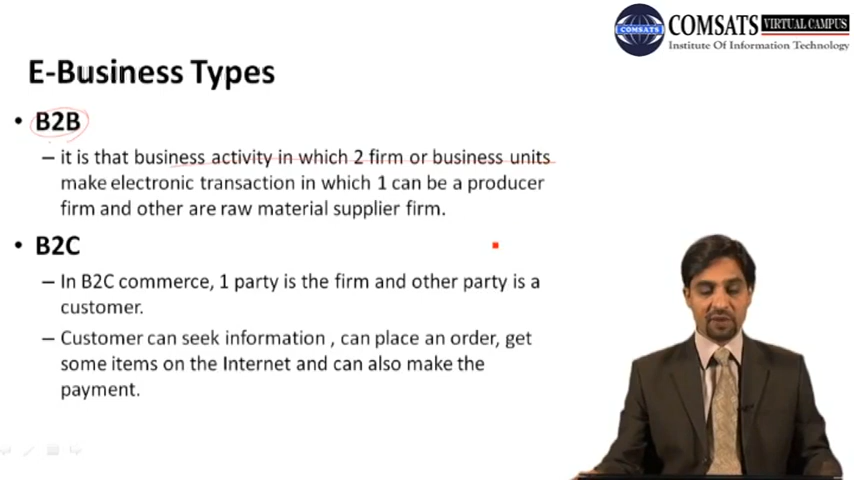 COMSATS VIRTUAL CAMPUS
COMSATS
Institute Of Information Technology
E-Business Types
• B2B
– it is that business activity in which 2 firm or business units
make electronic transaction in which 1 can be a producer
firm and other are raw material supplier firm.
• B2C
– In B2C commerce, 1 party is the firm and other party is a
customer.
– Customer can seek information , can place an order, get
some items on the Internet and can also make the
payment.